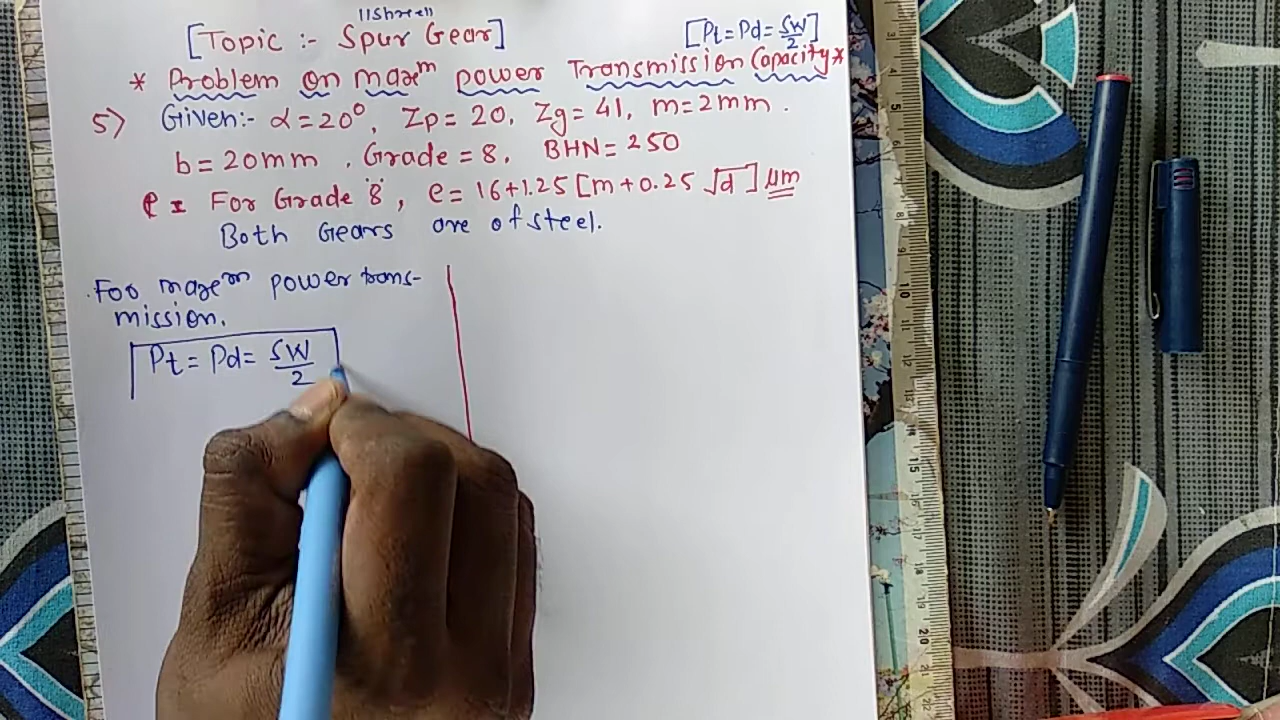 ||Shree||
[Topic :- Spur Gear] [Pt = Pd = SW/2]
* Problem on maxm power Transmission Capacity *
5) Given:- α = 20°, Zp = 20, Zg = 41, m = 2mm.
b = 20mm, Grade = 8, BHN = 250
For Grade 8, e = 16+1.25 [m + 0.25 √d] μm
Both Gears are of steel.
For maxm power trans-
mission.
Pt = Pd = SW/2